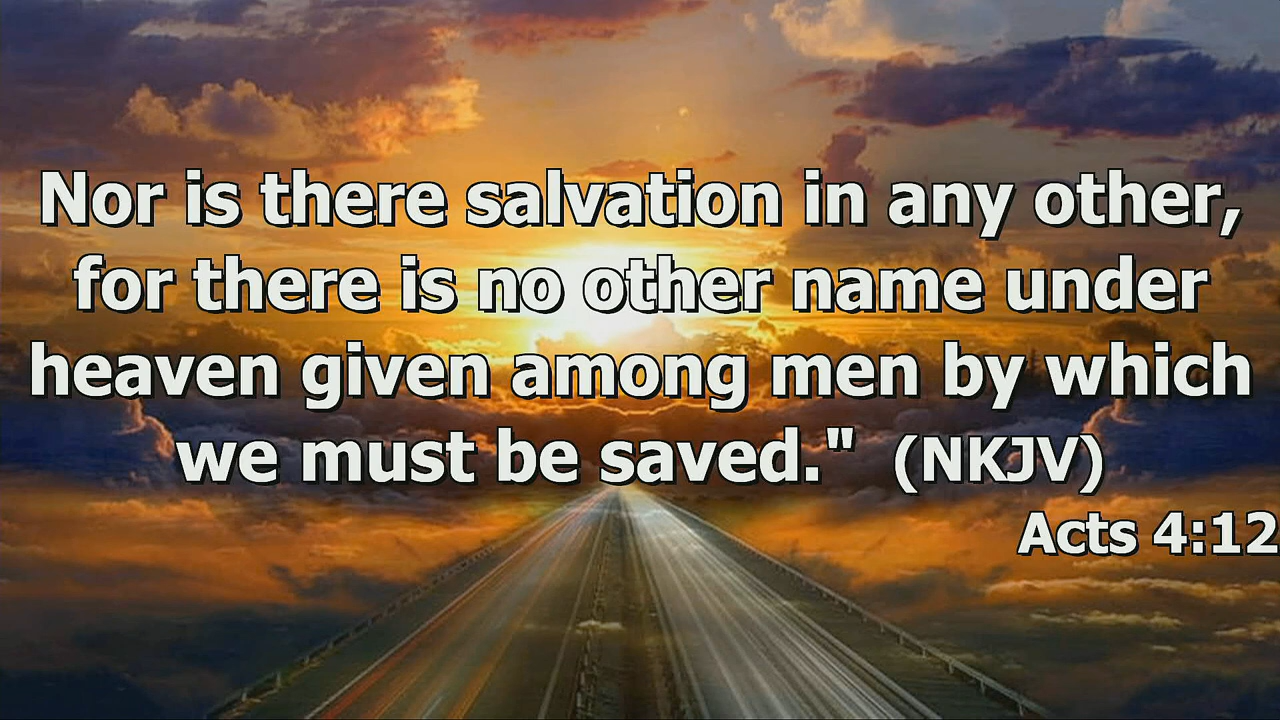 Nor is there salvation in any other,
for there is no other name under
heaven given among men by which
we must be saved." (NKJV)
Acts 4:12